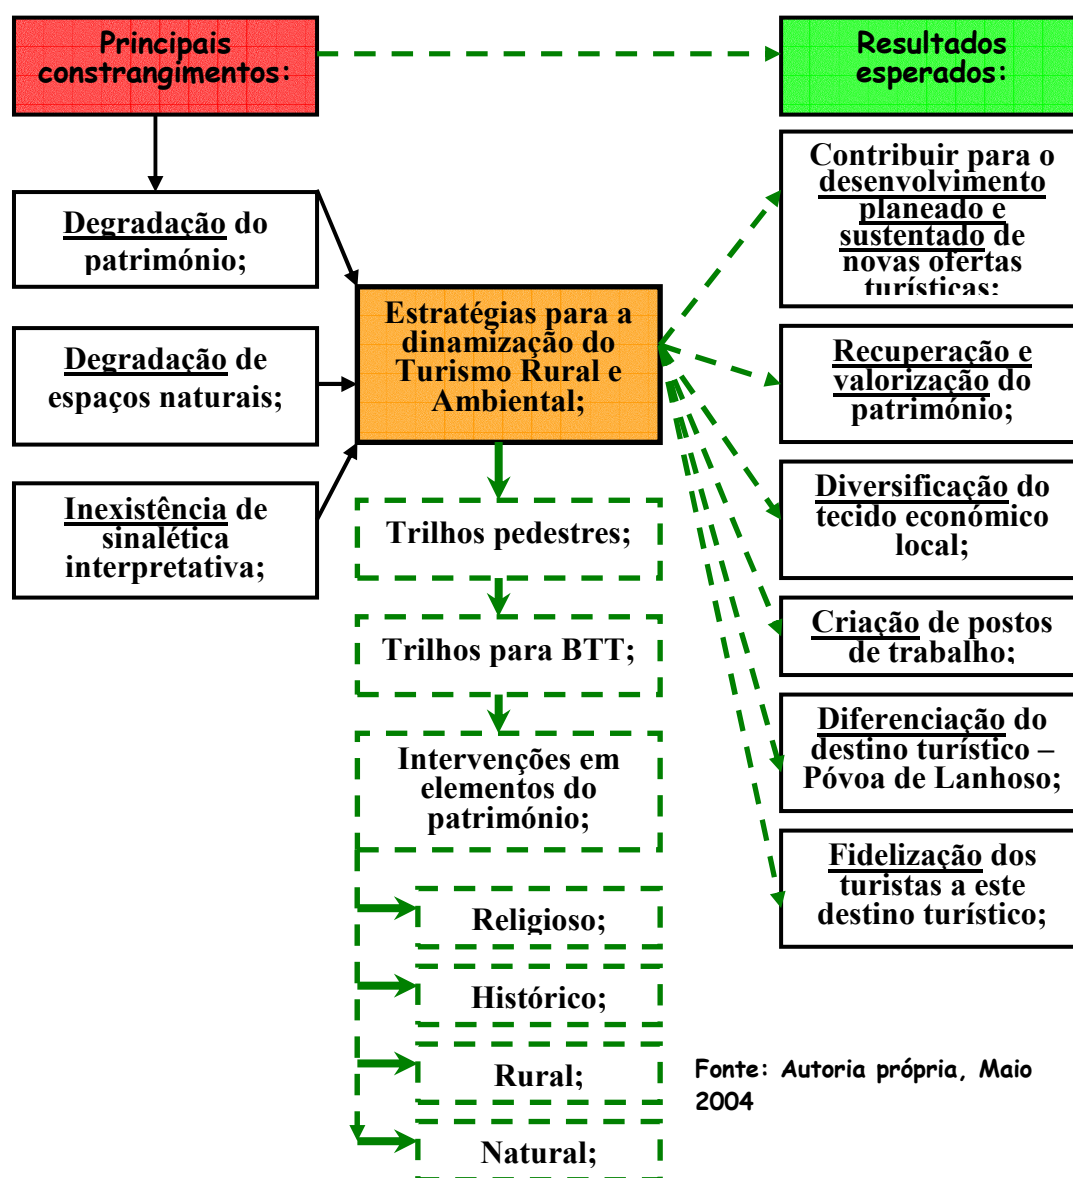 Principais
constrangimentos:
Resultados
esperados:
Degradação do
património;
Degradação de
espaços naturais;
Inexistência de
sinalética
interpretativa;
Estratégias para a
dinamização do
Turismo Rural e
Ambiental;
Trilhos pedestres;
Trilhos para BTT;
Intervenções em
elementos do
património;
Religioso;
Histórico;
Rural;
Natural;
Contribuir para o
desenvolvimento
planeado e
sustentado de
novas ofertas
turísticas;
Recuperação e
valorização do
património;
Diversificação do
tecido económico
local;
Criação de postos
de trabalho;
Diferenciação do
destino turístico –
Póvoa de Lanhoso;
Fidelização dos
turistas a este
destino turístico;
Fonte: Autoria própria, Maio
2004